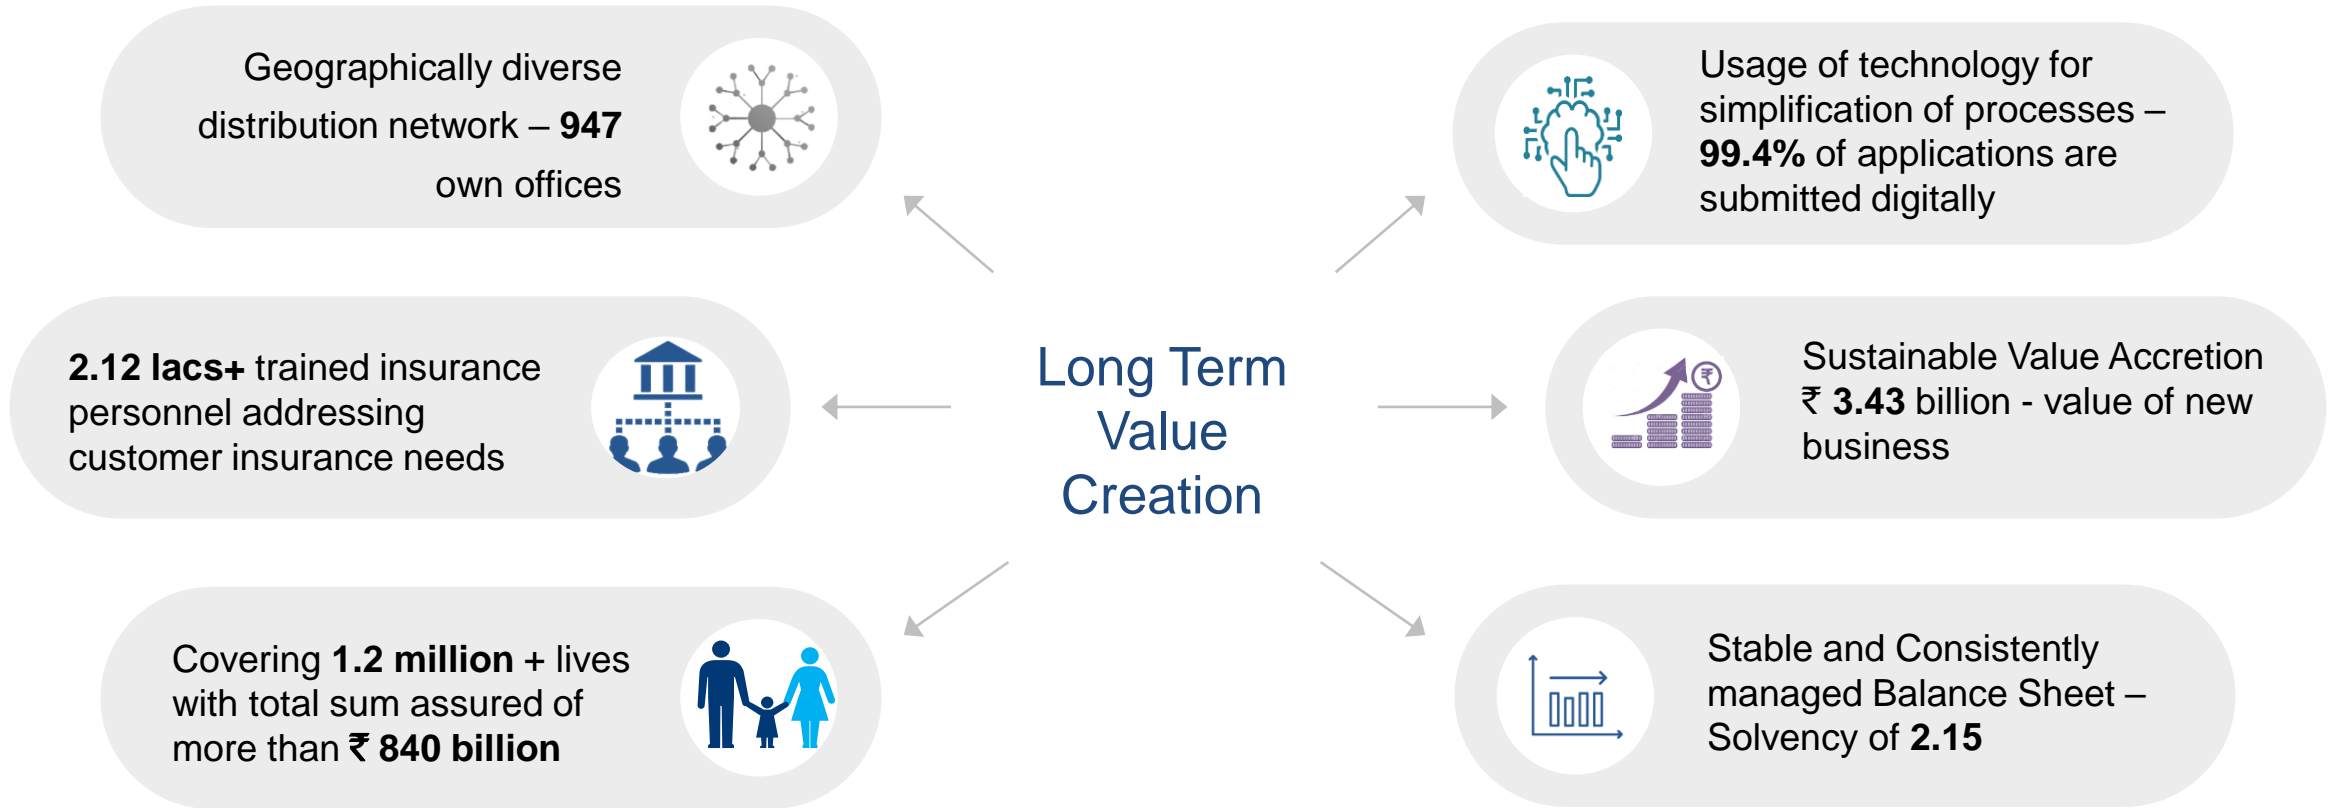 Geographically diverse
distribution network – 947
own offices
2.12 lacs+ trained insurance
personnel addressing
customer insurance needs
Covering 1.2 million + lives
with total sum assured of
more than ₹ 840 billion
Long Term
Value
Creation
Usage of technology for
simplification of processes –
99.4% of applications are
submitted digitally
₹
Sustainable Value Accretion
₹ 3.43 billion - value of new
business
Stable and Consistently
managed Balance Sheet –
Solvency of 2.15